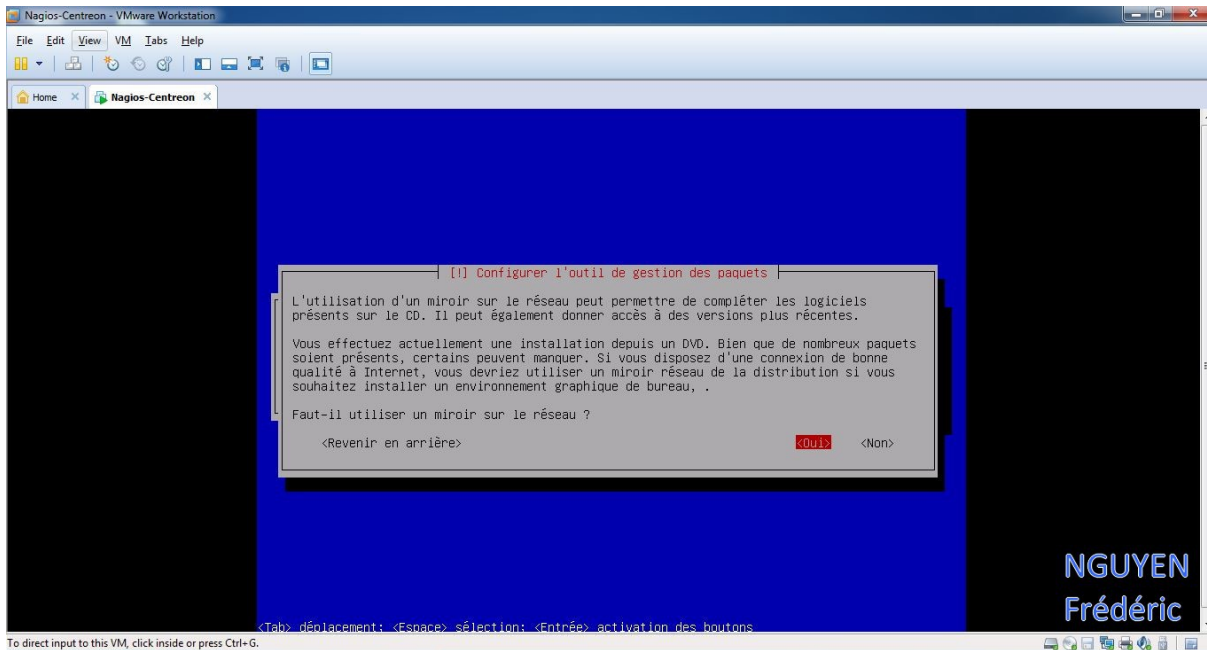 Nagios-Centreon - VMware Workstation
File Edit View VM Tabs Help
Home Nagios-Centreon
[!] Configurer l'outil de gestion des paquets
L'utilisation d'un miroir sur le réseau peut permettre de compléter les logiciels
présents sur le CD. Il peut également donner accès à des versions plus récentes.
Vous effectuez actuellement une installation depuis un DVD. Bien que de nombreux paquets
soient présents, certains peuvent manquer. Si vous disposez d'une connexion de bonne
qualité à Internet, vous devriez utiliser un miroir réseau de la distribution si vous
souhaitez installer un environnement graphique de bureau, .
Faut-il utiliser un miroir sur le réseau ?
<Revenir en arrière> <Oui> <Non>
NGUYEN
Frédéric
<Tab> déplacement; <Espace> sélection; <Entrée> activation des boutons
To direct input to this VM, click inside or press Ctrl+G.